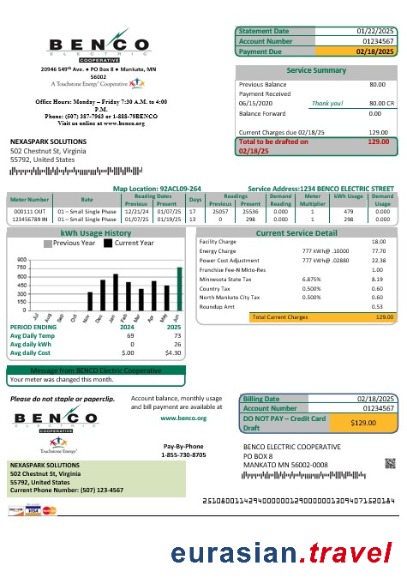 BENCO
ELECTRIC
COOPERATIVE
20946 549th Ave. • PO Box 8 • Mankato, MN
56002
A Touchstone Energy® Cooperative
Office Hours: Monday – Friday 7:30 A.M. to 4:00
P.M.
Phone: (507) 387-7963 or 1-888-79BENCO
Visit us online at www.benco.org
Statement Date 01/22/2025
Account Number 01234567
Payment Due 02/18/2025
Service Summary
Previous Balance 80.00
Payment Received
06/15/2020 Thank you! 80.00 CR
Balance Forward 0.00
Current Charges due 02/18/25 129.00
Total to be drafted on 129.00
02/18/25
NEXASPARK SOLUTIONS
502 Chestnut St, Virginia
55792, United States
Map Location: 92ACL09-264 Service Address:1234 BENCO ELECTRIC STREET
Meter Number Rate Reading Dates Previous Present Days Readings Previous Present Demand Reading Meter Multiplier kWh Usage Demand Usage
000111 OUT 01 – Small Single Phase 12/21/24 01/07/25 17 25057 25536 0.000 1 479 0.000
123456789 IN 01 – Small Single Phase 01/07/25 01/19/25 13 0 298 0.000 1 298 0.000
kWh Usage History
Previous Year Current Year
900
750
600
450
300
150
0
Jul Aug Sep Oct Nov Dec Jan Feb Mar Apr May Jun
PERIOD ENDING 2024 2025
Avg Daily Temp 69 73
Avg daily kWh 0 26
Avg daily Cost $.00 $4.30
Current Service Detail
Facility Charge 18.00
Energy Charge 777 kWh@ .10000 77.70
Power Cost Adjustment 777 kWh@ .02880 22.38
Franchise Fee-N Mkto-Res 1.00
Minnesota State Tax 6.875% 8.19
Country Tax 0.500% 0.60
North Mankato City Tax 0.500% 0.60
Roundup Amt 0.53
Total Current Charges 129.00
Message from BENCO Electric Cooperative
Your meter was changed this month.
Please do not staple or paperclip.
Account balance, monthly usage
and bill payment are available at
www.benco.org
BENCO
ELECTRIC
COOPERATIVE
Touchstone Energy®
Pay-By-Phone
1-855-730-8705
Billing Date 02/18/2025
Account Number 01234567
DO NOT PAY – Credit Card
Draft $129.00
NEXASPARK SOLUTIONS
502 Chestnut St, Virginia
55792, United States
Current Phone Number: (507) 123-4567
BENCO ELECTRIC COOPERATIVE
PO BOX 8
MANKATO MN 56002-0008
VISA
eurasian.travel